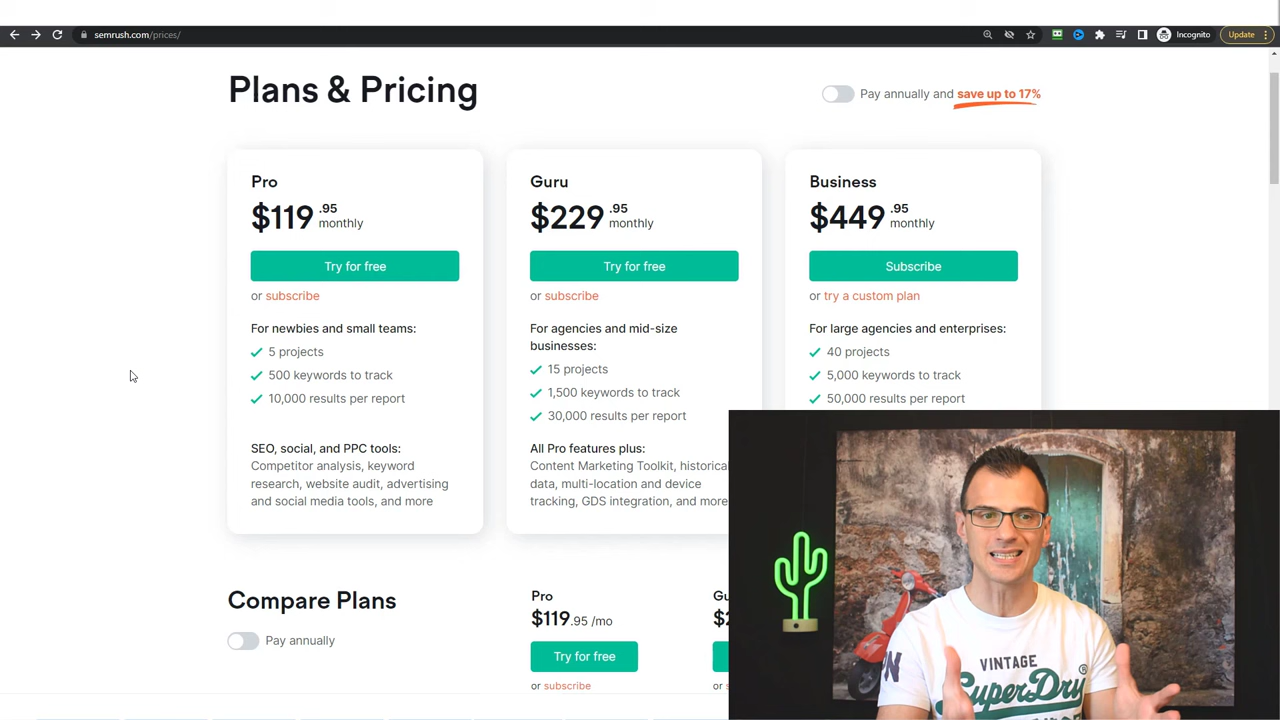 semrush.com/prices/
Incognito
Update
Plans & Pricing
Pay annually and save up to 17%
Pro
$119.95 monthly
Try for free
or subscribe
For newbies and small teams:
5 projects
500 keywords to track
10,000 results per report
SEO, social, and PPC tools:
Competitor analysis, keyword
research, website audit, advertising
and social media tools, and more
Guru
$229.95 monthly
Try for free
or subscribe
For agencies and mid-size
businesses:
15 projects
1,500 keywords to track
30,000 results per report
All Pro features plus:
Content Marketing Toolkit, historical
data, multi-location and device
tracking, GDS integration, and more
Business
$449.95 monthly
Subscribe
or try a custom plan
For large agencies and enterprises:
40 projects
5,000 keywords to track
50,000 results per report
Compare Plans
Pay annually
Pro
$119.95 /mo
Try for free
or subscribe
Gu
$2
or s
VINTAGE
SuperDry®